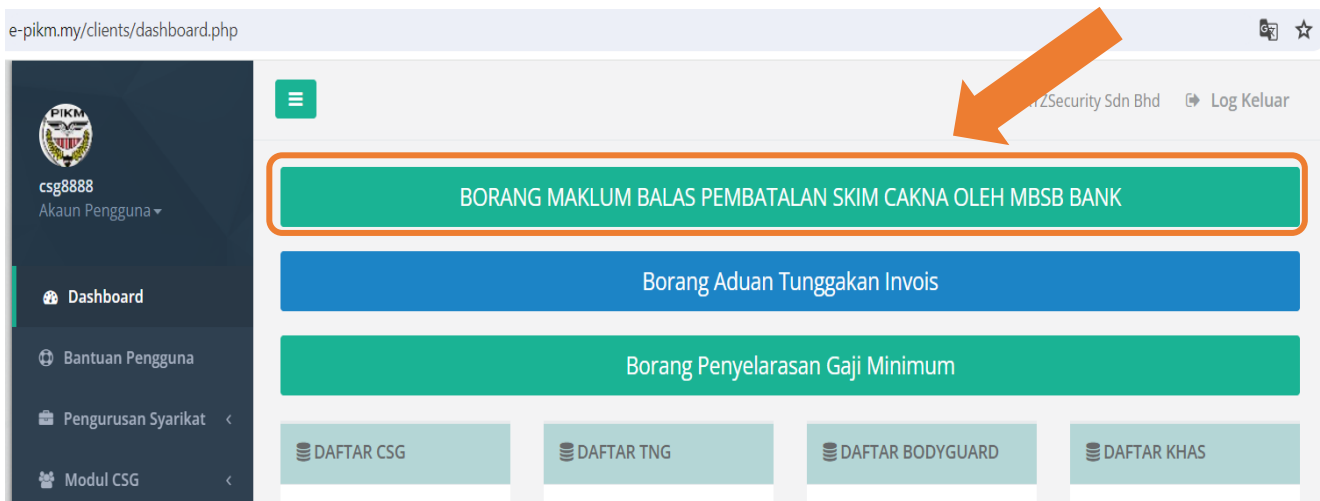 e-pikm.my/clients/dashboard.php
PIKM
ZSecurity Sdn Bhd Log Keluar
csg8888
Akaun Pengguna
BORANG MAKLUM BALAS PEMBATALAN SKIM CAKNA OLEH MBSB BANK
Dashboard
Borang Aduan Tunggakan Invois
Bantuan Pengguna
Borang Penyelarasan Gaji Minimum
Pengurusan Syarikat
DAFTAR CSG
DAFTAR TNG
DAFTAR BODYGUARD
DAFTAR KHAS
Modul CSG